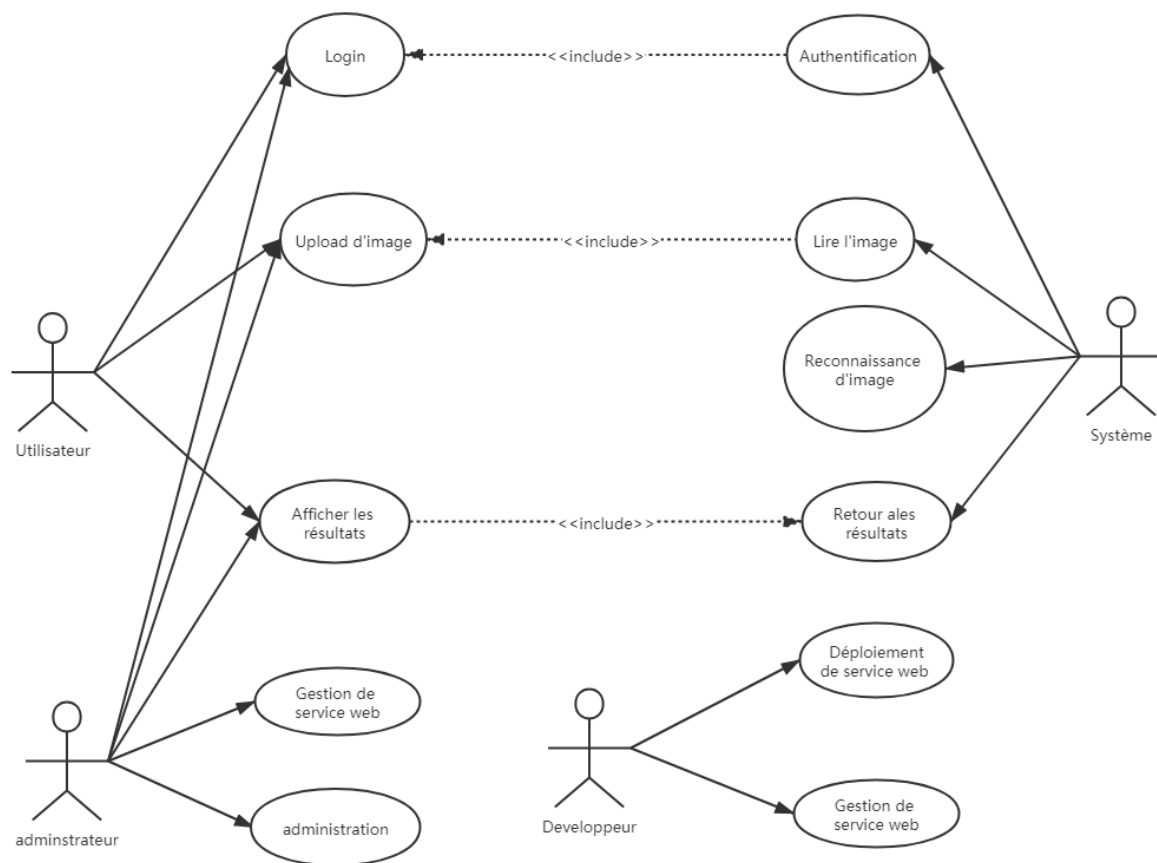 Login
<<include>>
Authentification
Upload d'image
<<include>>
Lire l'image
Reconnaissance
d'image
Utilisateur
Système
Afficher les
résultats
<<include>>
Retour ales
résultats
Gestion de
service web
Déploiement
de service web
adminstrateur
administration
Developpeur
Gestion de
service web